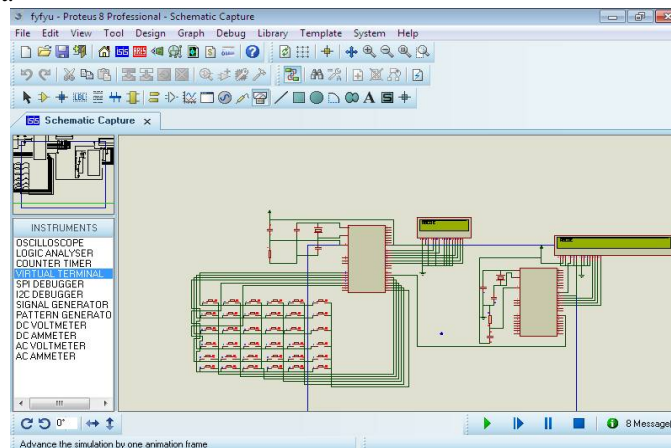 fyfyu - Proteus 8 Professional - Schematic Capture
File Edit View Tool Design Graph Debug Library Template System Help
Schematic Capture x
INSTRUMENTS
OSCILLOSCOPE
LOGIC ANALYSER
COUNTER TIMER
VIRTUAL TERMINAL
SPI DEBUGGER
I2C DEBUGGER
SIGNAL GENERATOR
PATTERN GENERATO
DC VOLTMETER
DC AMMETER
AC VOLTMETER
AC AMMETER
0°
8 Message
Advance the simulation by one animation frame